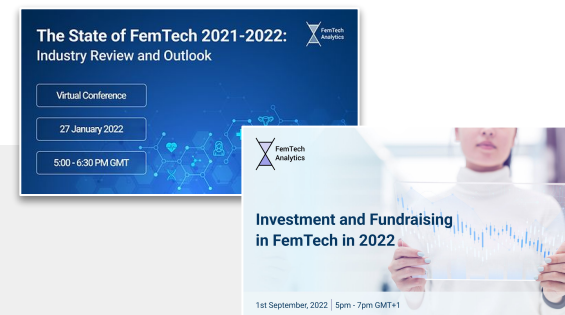 The State of FemTech 2021-2022:
Industry Review and Outlook
FemTech
Analytics
Virtual Conference
27 January 2022
5:00 - 6:30 PM GMT
FemTech
Analytics
Investment and Fundraising
in FemTech in 2022
1st September, 2022 | 5pm - 7pm GMT+1